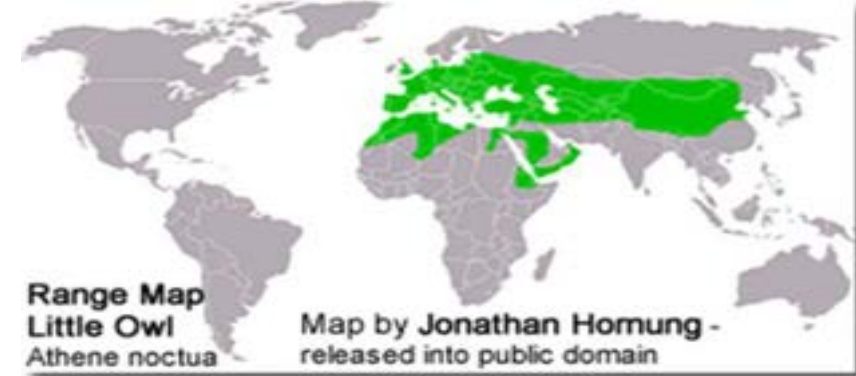 Range Map
Little Owl
Athene noctua
Map by Jonathan Hornung -
released into public domain